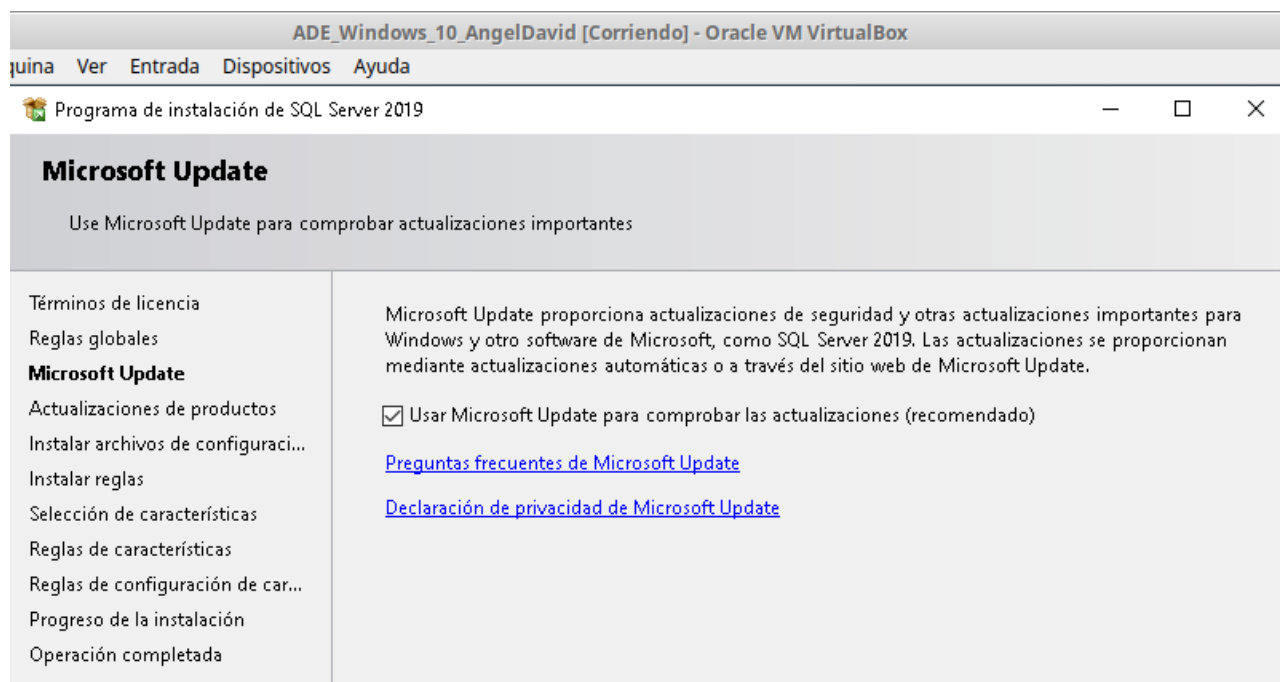 ADE_Windows_10_AngelDavid [Corriendo] - Oracle VM VirtualBox
quina Ver Entrada Dispositivos Ayuda
Programa de instalación de SQL Server 2019
Microsoft Update
Use Microsoft Update para comprobar actualizaciones importantes
Términos de licencia
Reglas globales
Microsoft Update
Actualizaciones de productos
Instalar archivos de configuraci...
Instalar reglas
Selección de características
Reglas de características
Reglas de configuración de car...
Progreso de la instalación
Operación completada
Microsoft Update proporciona actualizaciones de seguridad y otras actualizaciones importantes para
Windows y otro software de Microsoft, como SQL Server 2019. Las actualizaciones se proporcionan
mediante actualizaciones automáticas o a través del sitio web de Microsoft Update.
Usar Microsoft Update para comprobar las actualizaciones (recomendado)
Preguntas frecuentes de Microsoft Update
Declaración de privacidad de Microsoft Update